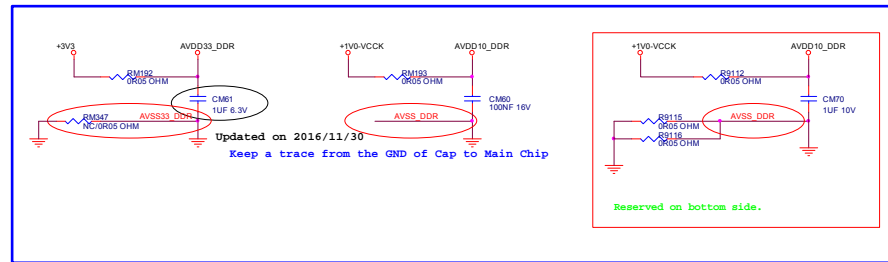 +3V3
AVDD33_DDR
RM192
0R05 OHM
CM61
1UF 6.3V
RM347
NC/0R05 OHM
AVSS33_DDR
+1V0-VCCK
AVDD10_DDR
RM193
0R05 OHM
CM60
100NF 16V
AVSS_DDR
Updated on 2016/11/30
Keep a trace from the GND of Cap to Main Chip
+1V0-VCCK
AVDD10_DDR
R9112
0R05 OHM
CM70
1UF 10V
R9115
0R05 OHM
R9116
0R05 OHM
AVSS_DDR
Reserved on bottom side.